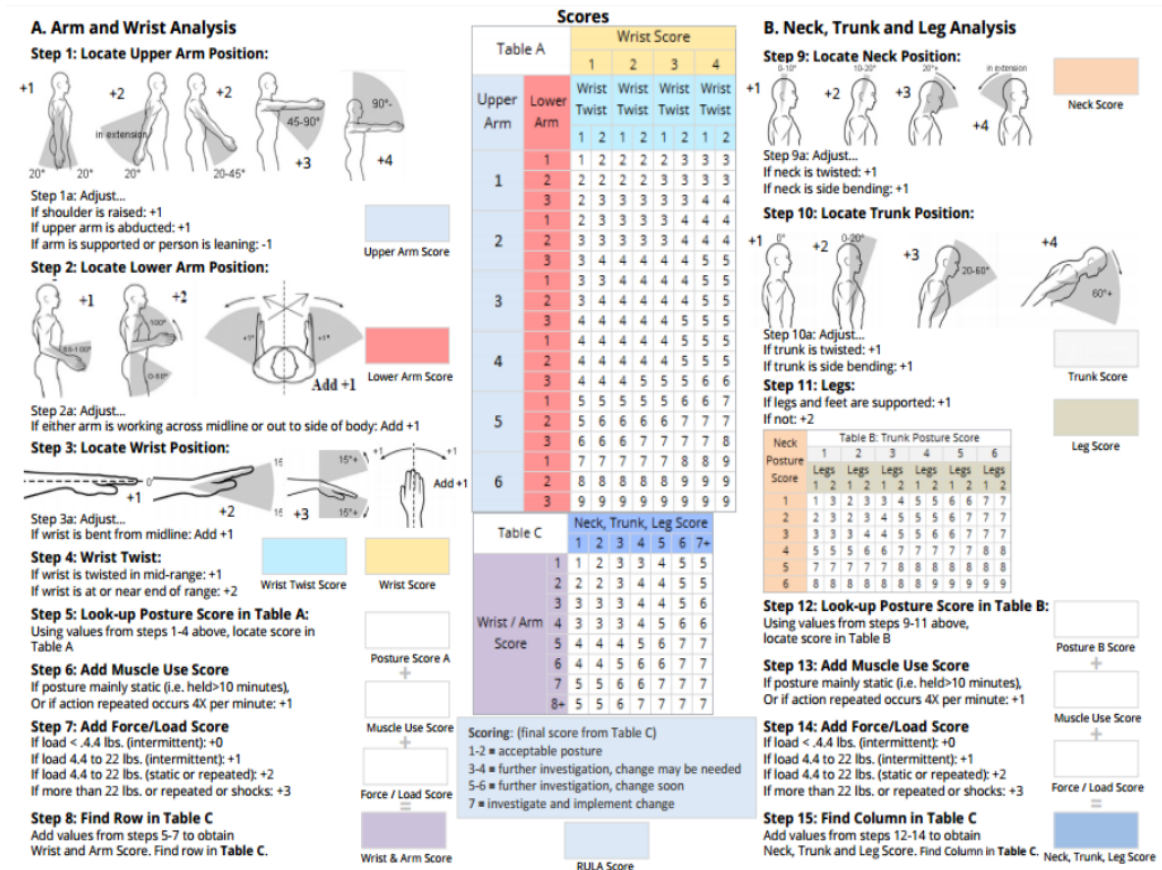 A. Arm and Wrist Analysis
Step 1: Locate Upper Arm Position:
+1
+2
+2
+3
+4
in extension
45-90°
90°-
20°
20°
20°
20-45°
Step 1a: Adjust...
If shoulder is raised: +1
If upper arm is abducted: +1
If arm is supported or person is leaning: -1
Upper Arm Score
Step 2: Locate Lower Arm Position:
+1
+2
100°
0-60°
+1°
+1°
Add +1
Lower Arm Score
Step 2a: Adjust...
If either arm is working across midline or out to side of body: Add +1
Step 3: Locate Wrist Position:
+1
0°
+2
+3
15°+
15°+
+1
+1
Add +1
Step 3a: Adjust...
If wrist is bent from midline: Add +1
Step 4: Wrist Twist:
If wrist is twisted in mid-range: +1
If wrist is at or near end of range: +2
Wrist Twist Score
Wrist Score
Step 5: Look-up Posture Score in Table A:
Using values from steps 1-4 above, locate score in
Table A
Posture Score A
+
Step 6: Add Muscle Use Score
If posture mainly static (i.e. held>10 minutes),
Or if action repeated occurs 4X per minute: +1
Muscle Use Score
+
Step 7: Add Force/Load Score
If load < .4.4 lbs. (intermittent): +0
If load 4.4 to 22 lbs. (intermittent): +1
If load 4.4 to 22 lbs. (static or repeated): +2
If more than 22 lbs. or repeated or shocks: +3
Force / Load Score
=
Step 8: Find Row in Table C
Add values from steps 5-7 to obtain
Wrist and Arm Score. Find row in Table C.
Wrist & Arm Score
Scores
Table A
Wrist Score
1 2 3 4
Upper Arm
Lower Arm
Wrist Twist Wrist Twist Wrist Twist Wrist Twist
1 2 1 2 1 2 1 2
1
1 1 2 2 2 2 3 3 3
2 2 2 2 2 3 3 3 3
3 2 3 3 3 3 3 4 4
2
1 2 3 3 3 3 4 4 4
2 3 3 3 3 3 4 4 4
3 3 4 4 4 4 4 5 5
3
1 3 3 4 4 4 4 5 5
2 3 4 4 4 4 4 5 5
3 4 4 4 4 4 5 5 5
4
1 4 4 4 4 4 5 5 5
2 4 4 4 4 4 5 5 5
3 4 4 4 5 5 5 6 6
5
1 5 5 5 5 5 6 6 7
2 5 6 6 6 6 7 7 7
3 6 6 6 7 7 7 7 8
6
1 7 7 7 7 7 8 8 9
2 8 8 8 8 8 9 9 9
3 9 9 9 9 9 9 9 9
Table C
Neck, Trunk, Leg Score
1 2 3 4 5 6 7+
Wrist / Arm Score
1 1 2 3 3 4 5 5
2 2 2 3 4 4 5 5
3 3 3 3 4 4 5 6
4 3 3 3 4 5 6 6
5 4 4 4 5 6 7 7
6 4 4 5 6 6 7 7
7 5 5 6 6 7 7 7
8+ 5 5 6 7 7 7 7
Scoring: (final score from Table C)
1-2 = acceptable posture
3-4 = further investigation, change may be needed
5-6 = further investigation, change soon
7 = investigate and implement change
RULA Score
B. Neck, Trunk and Leg Analysis
Step 9: Locate Neck Position:
0-10°
10-20°
20°+
in extension
+1
+2
+3
+4
Neck Score
Step 9a: Adjust...
If neck is twisted: +1
If neck is side bending: +1
Step 10: Locate Trunk Position:
+1
0°
+2
0-20°
+3
20-60°
+4
60°+
Step 10a: Adjust...
If trunk is twisted: +1
If trunk is side bending: +1
Trunk Score
Step 11: Legs:
If legs and feet are supported: +1
If not: +2
Leg Score
Neck Posture Score
Table B: Trunk Posture Score
1 2 3 4 5 6
Legs Legs Legs Legs Legs Legs
1 2 1 2 1 2 1 2 1 2 1 2
1 1 3 2 3 3 4 5 5 6 6 7 7
2 2 3 2 3 4 5 5 5 6 7 7 7
3 3 3 3 4 4 5 5 6 6 7 7 7
4 5 5 5 6 6 7 7 7 7 7 8 8
5 7 7 7 7 7 8 8 8 8 8 8 8
6 8 8 8 8 8 8 8 9 9 9 9 9
Step 12: Look-up Posture Score in Table B:
Using values from steps 9-11 above,
locate score in Table B
Posture B Score
+
Step 13: Add Muscle Use Score
If posture mainly static (i.e. held>10 minutes),
Or if action repeated occurs 4X per minute: +1
Muscle Use Score
+
Step 14: Add Force/Load Score
If load < .4.4 lbs. (intermittent): +0
If load 4.4 to 22 lbs. (intermittent): +1
If load 4.4 to 22 lbs. (static or repeated): +2
If more than 22 lbs. or repeated or shocks: +3
Force / Load Score
=
Step 15: Find Column in Table C
Add values from steps 12-14 to obtain
Neck, Trunk and Leg Score. Find Column in Table C.
Neck, Trunk, Leg Score